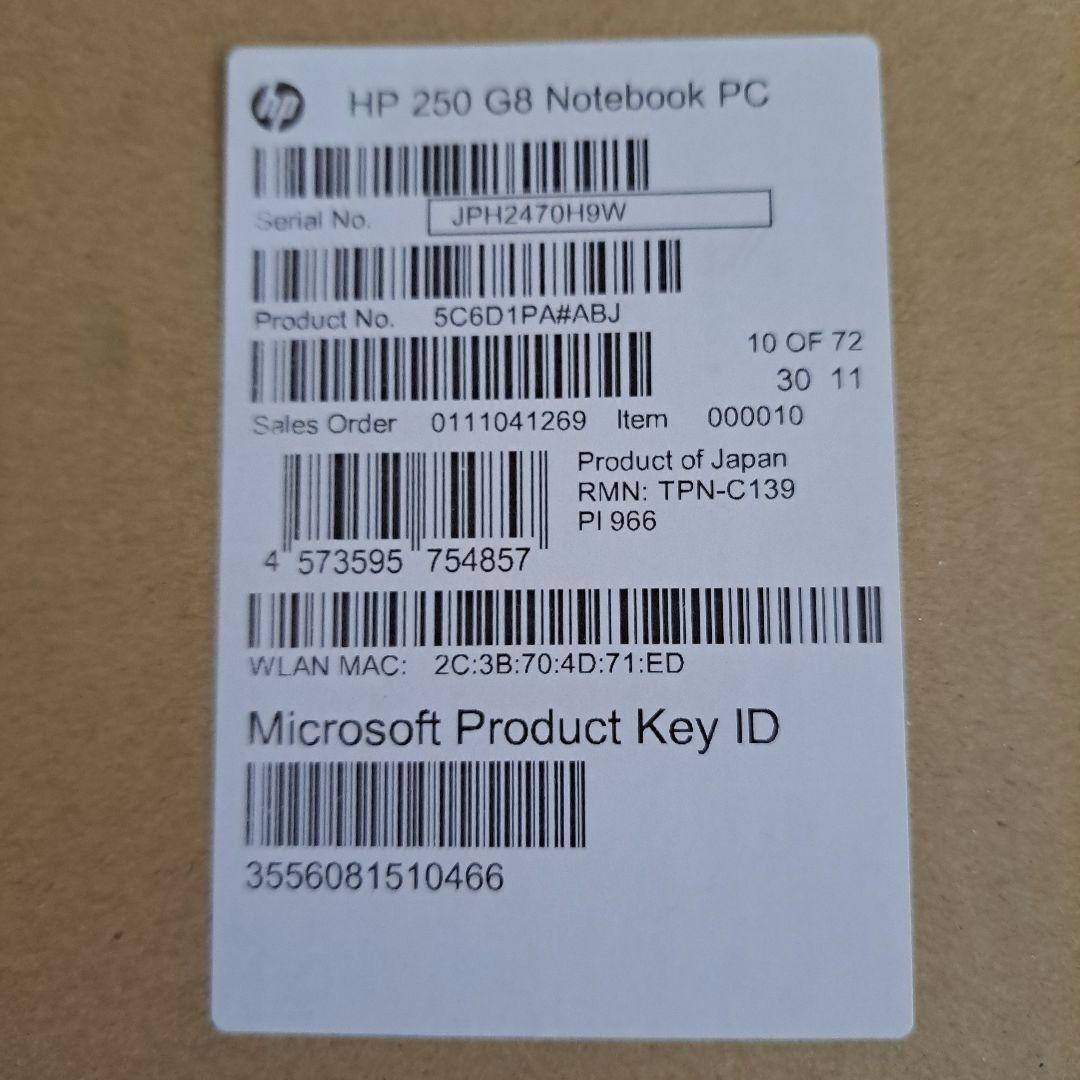 hp HP 250 G8 Notebook PC
Serial No. JPH2470H9W
Product No. 5C6D1PA#ABJ
10 OF 72
30 11
Sales Order 0111041269 Item 000010
Product of Japan
RMN: TPN-C139
PI 966
4 573595 754857
WLAN MAC: 2C:3B:70:4D:71:ED
Microsoft Product Key ID
3556081510466